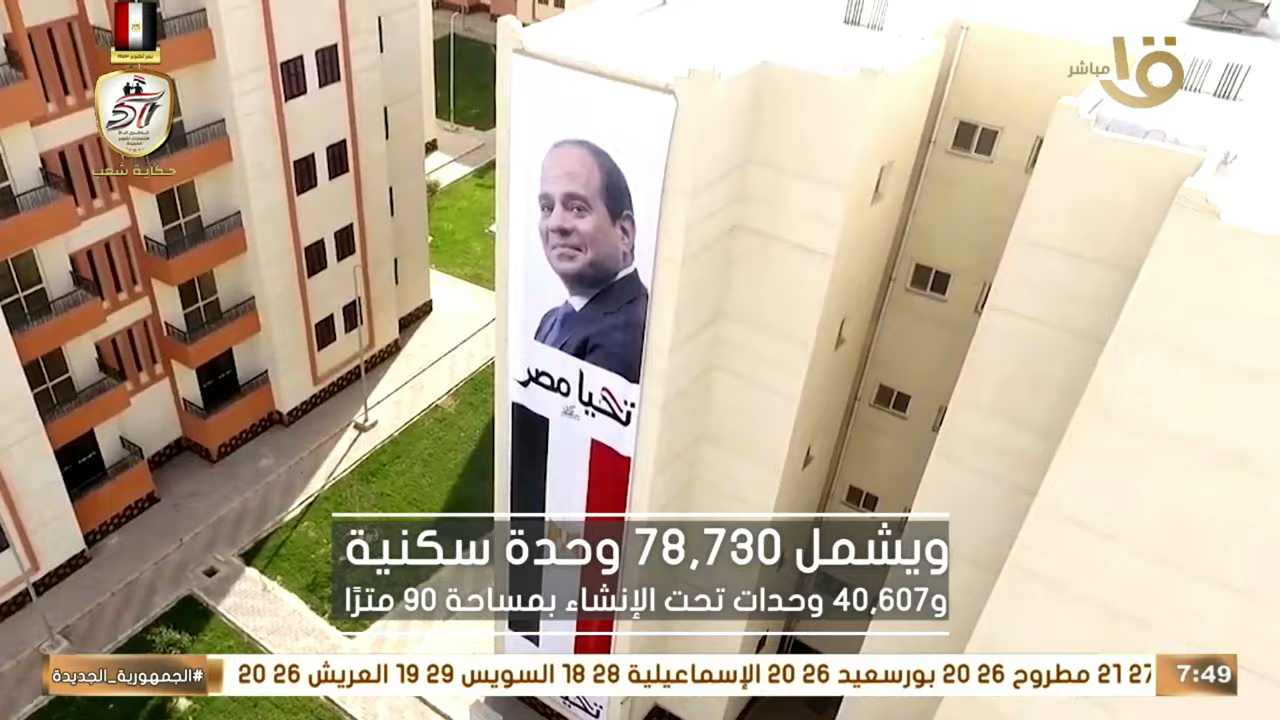 مباشر
حكاية شعب
تحيا مصر
ويشمل 78,730 وحدة سكنية
و40,607 وحدات تحت الإنشاء بمساحة 90 مترًا
#الجمهورية_الجديدة
27 21 مطروح 26 20 بورسعيد 26 20 الإسماعيلية 28 18 السويس 29 19 العريش 26 20
7:49
تحيا